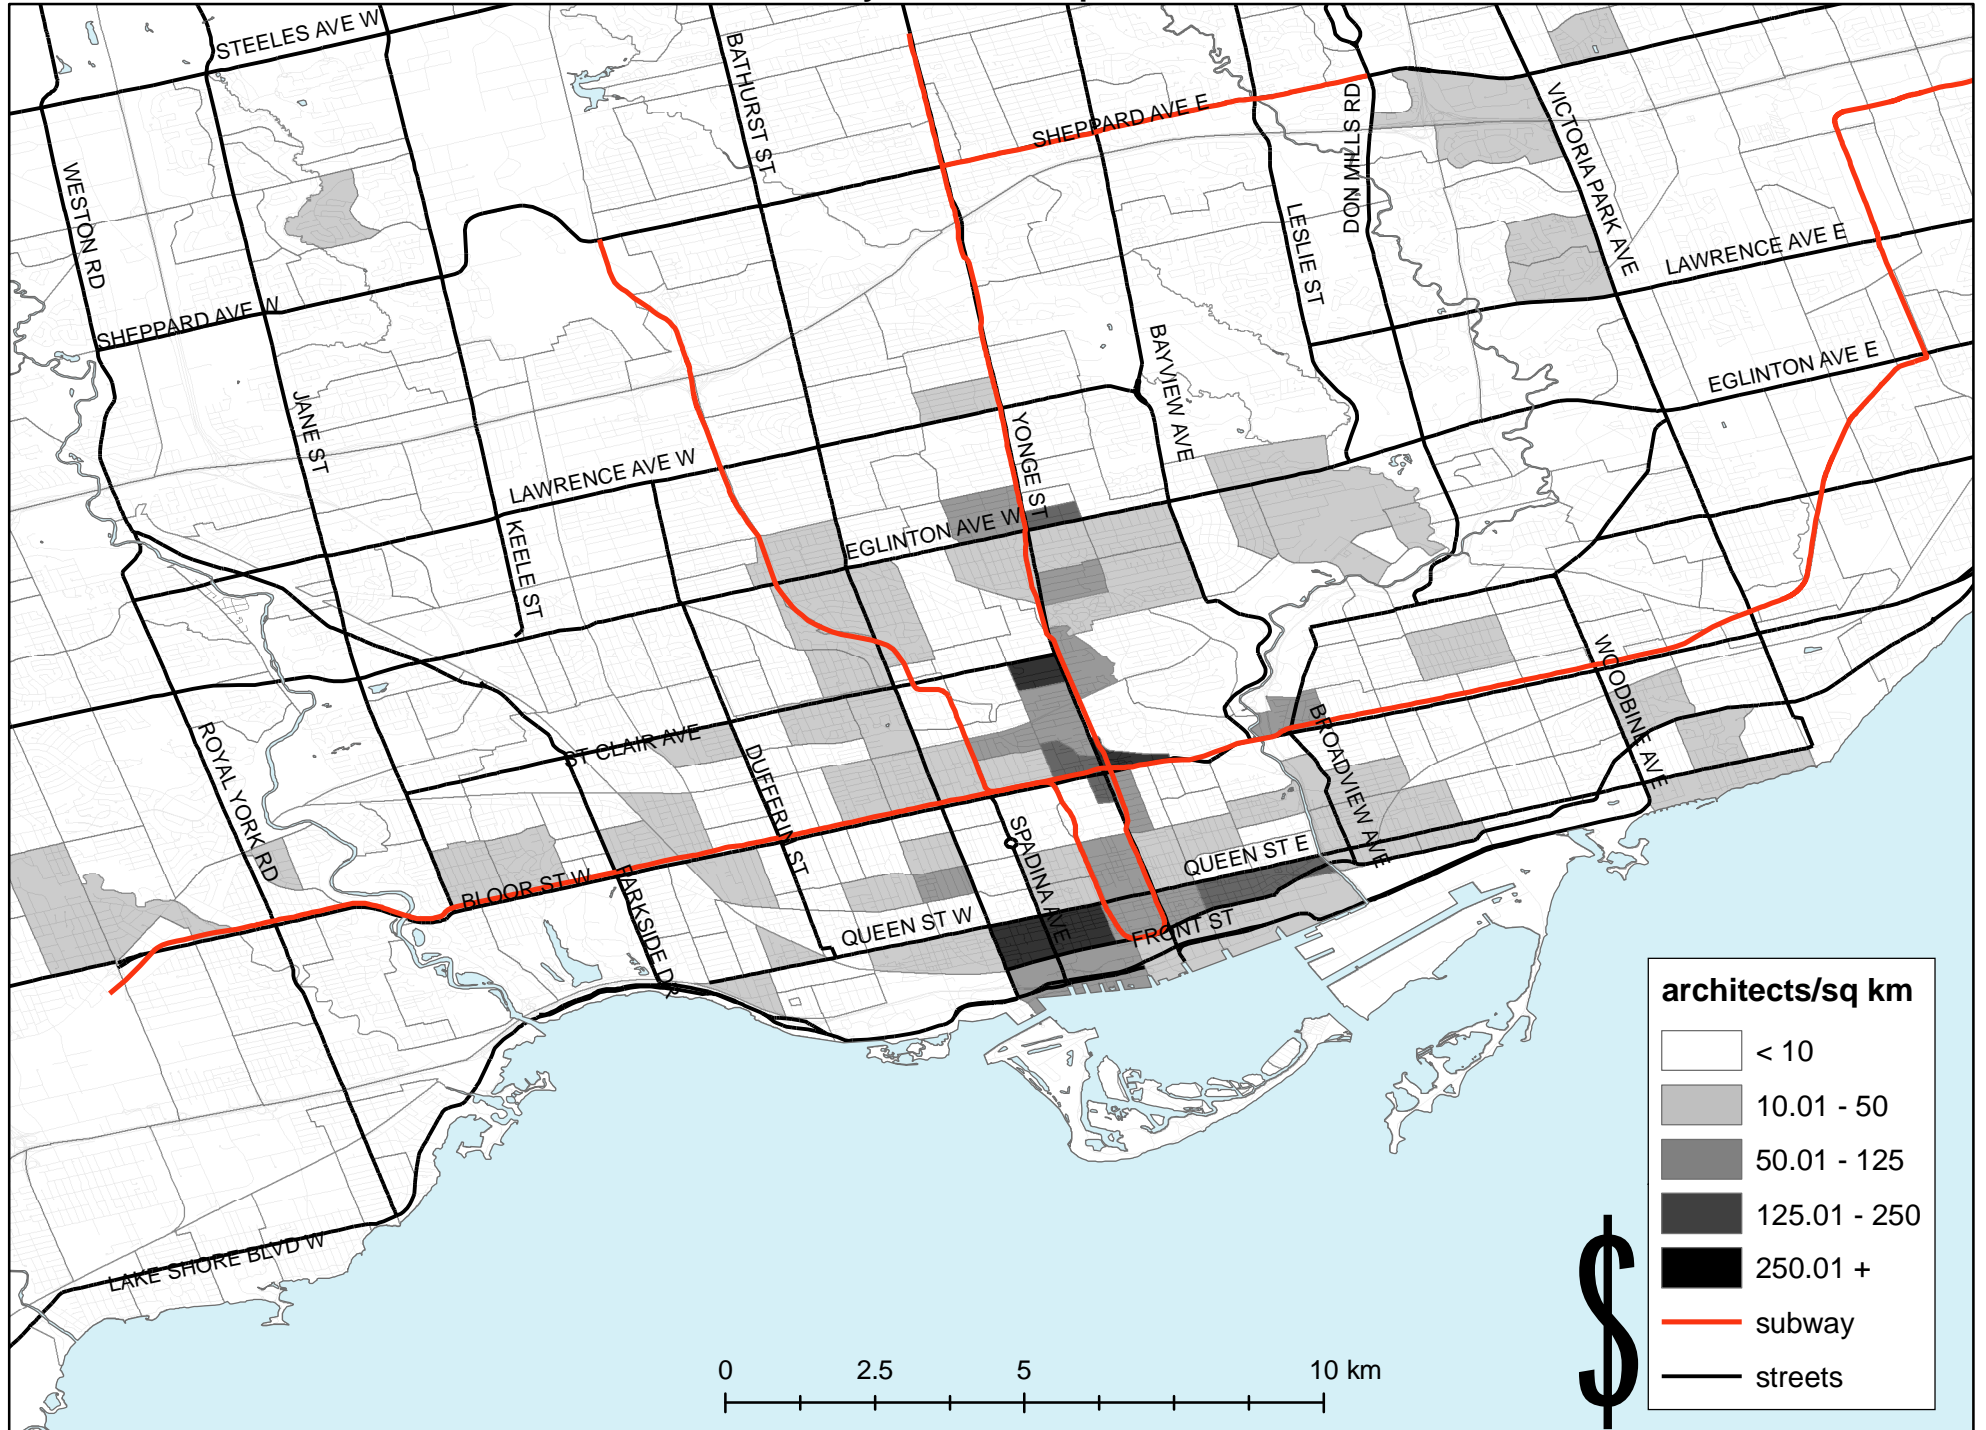 STEELES AVE W
BATHURST ST
SHEPPARD AVE E
DON MILLS RD
VICTORIA PARK AVE
WESTON RD
LESLIE ST
LAWRENCE AVE E
SHEPPARD AVE W
BAYVIEW AVE
EGLINTON AVE E
JANE ST
YONGE ST
LAWRENCE AVE W
KEELE ST
EGLINTON AVE W
WOODBINE AVE
ROYAL YORK RD
ST CLAIR AVE
DUFFERIN ST
BROADVIEW AVE
SPADINA AVE
QUEEN ST E
BLOOR ST W
PARKSIDE DR
QUEEN ST W
FRONT ST
LAKE SHORE BLVD W
architects/sq km
< 10
10.01 - 50
50.01 - 125
125.01 - 250
250.01 +
subway
streets
$
0 2.5 5 10 km